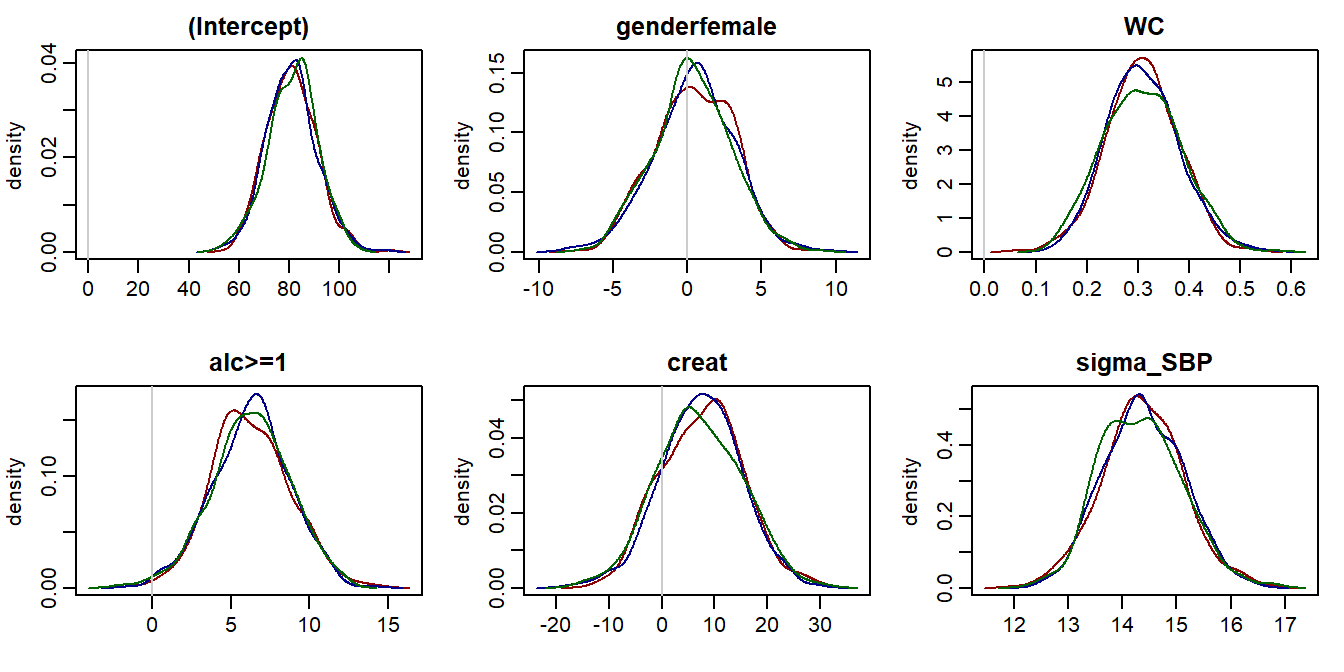 (Intercept)
density
0.00 0.02 0.04
0 20 40 60 80 100
genderfemale
density
0.00 0.05 0.10 0.15
-10 -5 0 5 10
WC
density
0 1 2 3 4 5
0.0 0.1 0.2 0.3 0.4 0.5 0.6
alc>=1
density
0.00 0.10
0 5 10 15
creat
density
0.00 0.02 0.04
-20 -10 0 10 20 30
sigma_SBP
density
0.0 0.2 0.4
12 13 14 15 16 17